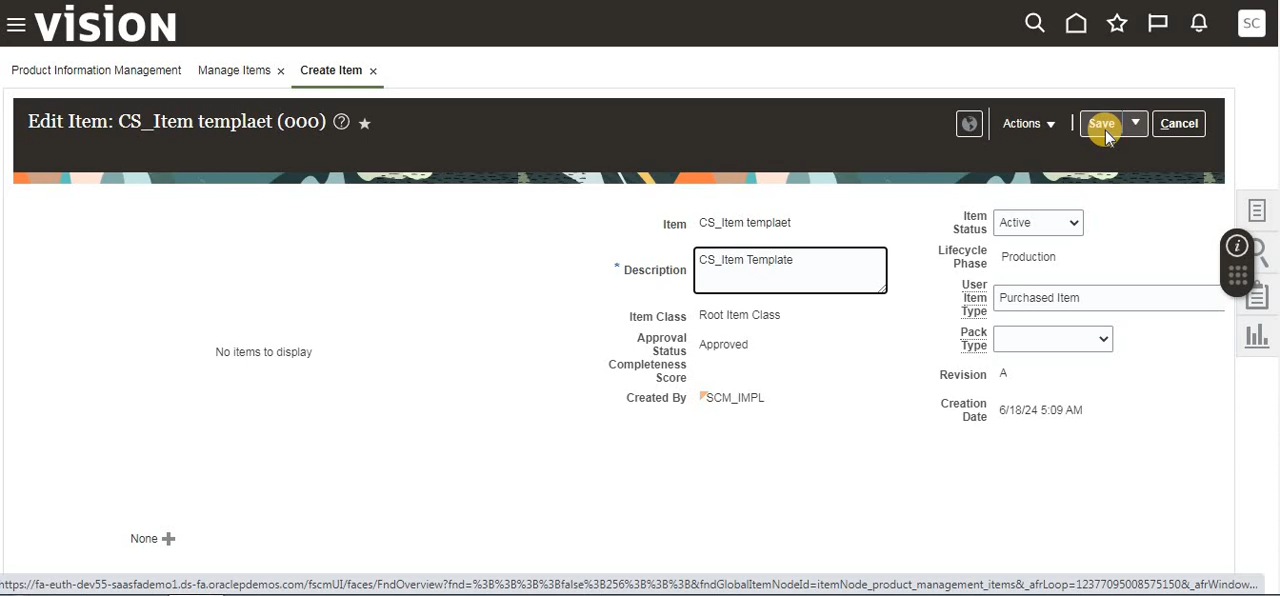 vision
SC
Product Information Management Manage Items × Create Item ×
Edit Item: CS_Item templaet (000) ? ★
Actions ▼ | Save ▼ Cancel
Item CS_Item templaet
* Description CS_Item Template
Item Class Root Item Class
Approval
Status Approved
Completeness
Score
Created By SCM_IMPL
Item
Status Active
Lifecycle
Phase Production
User
Item
Type Purchased Item
Pack
Type
Revision A
Creation
Date 6/18/24 5:09 AM
No items to display
None +
https://fa-euth-dev55-saasfademo1.ds-fa.oraclepdemos.com/fscmUI/faces/FndOverview?fnd=%3B%3B%3B%3Bfalse%3B256%3B%3B%3B&fndGlobalItemNodeId=itemNode_product_management_items&_afrLoop=12377095008575150&_afrWindow...